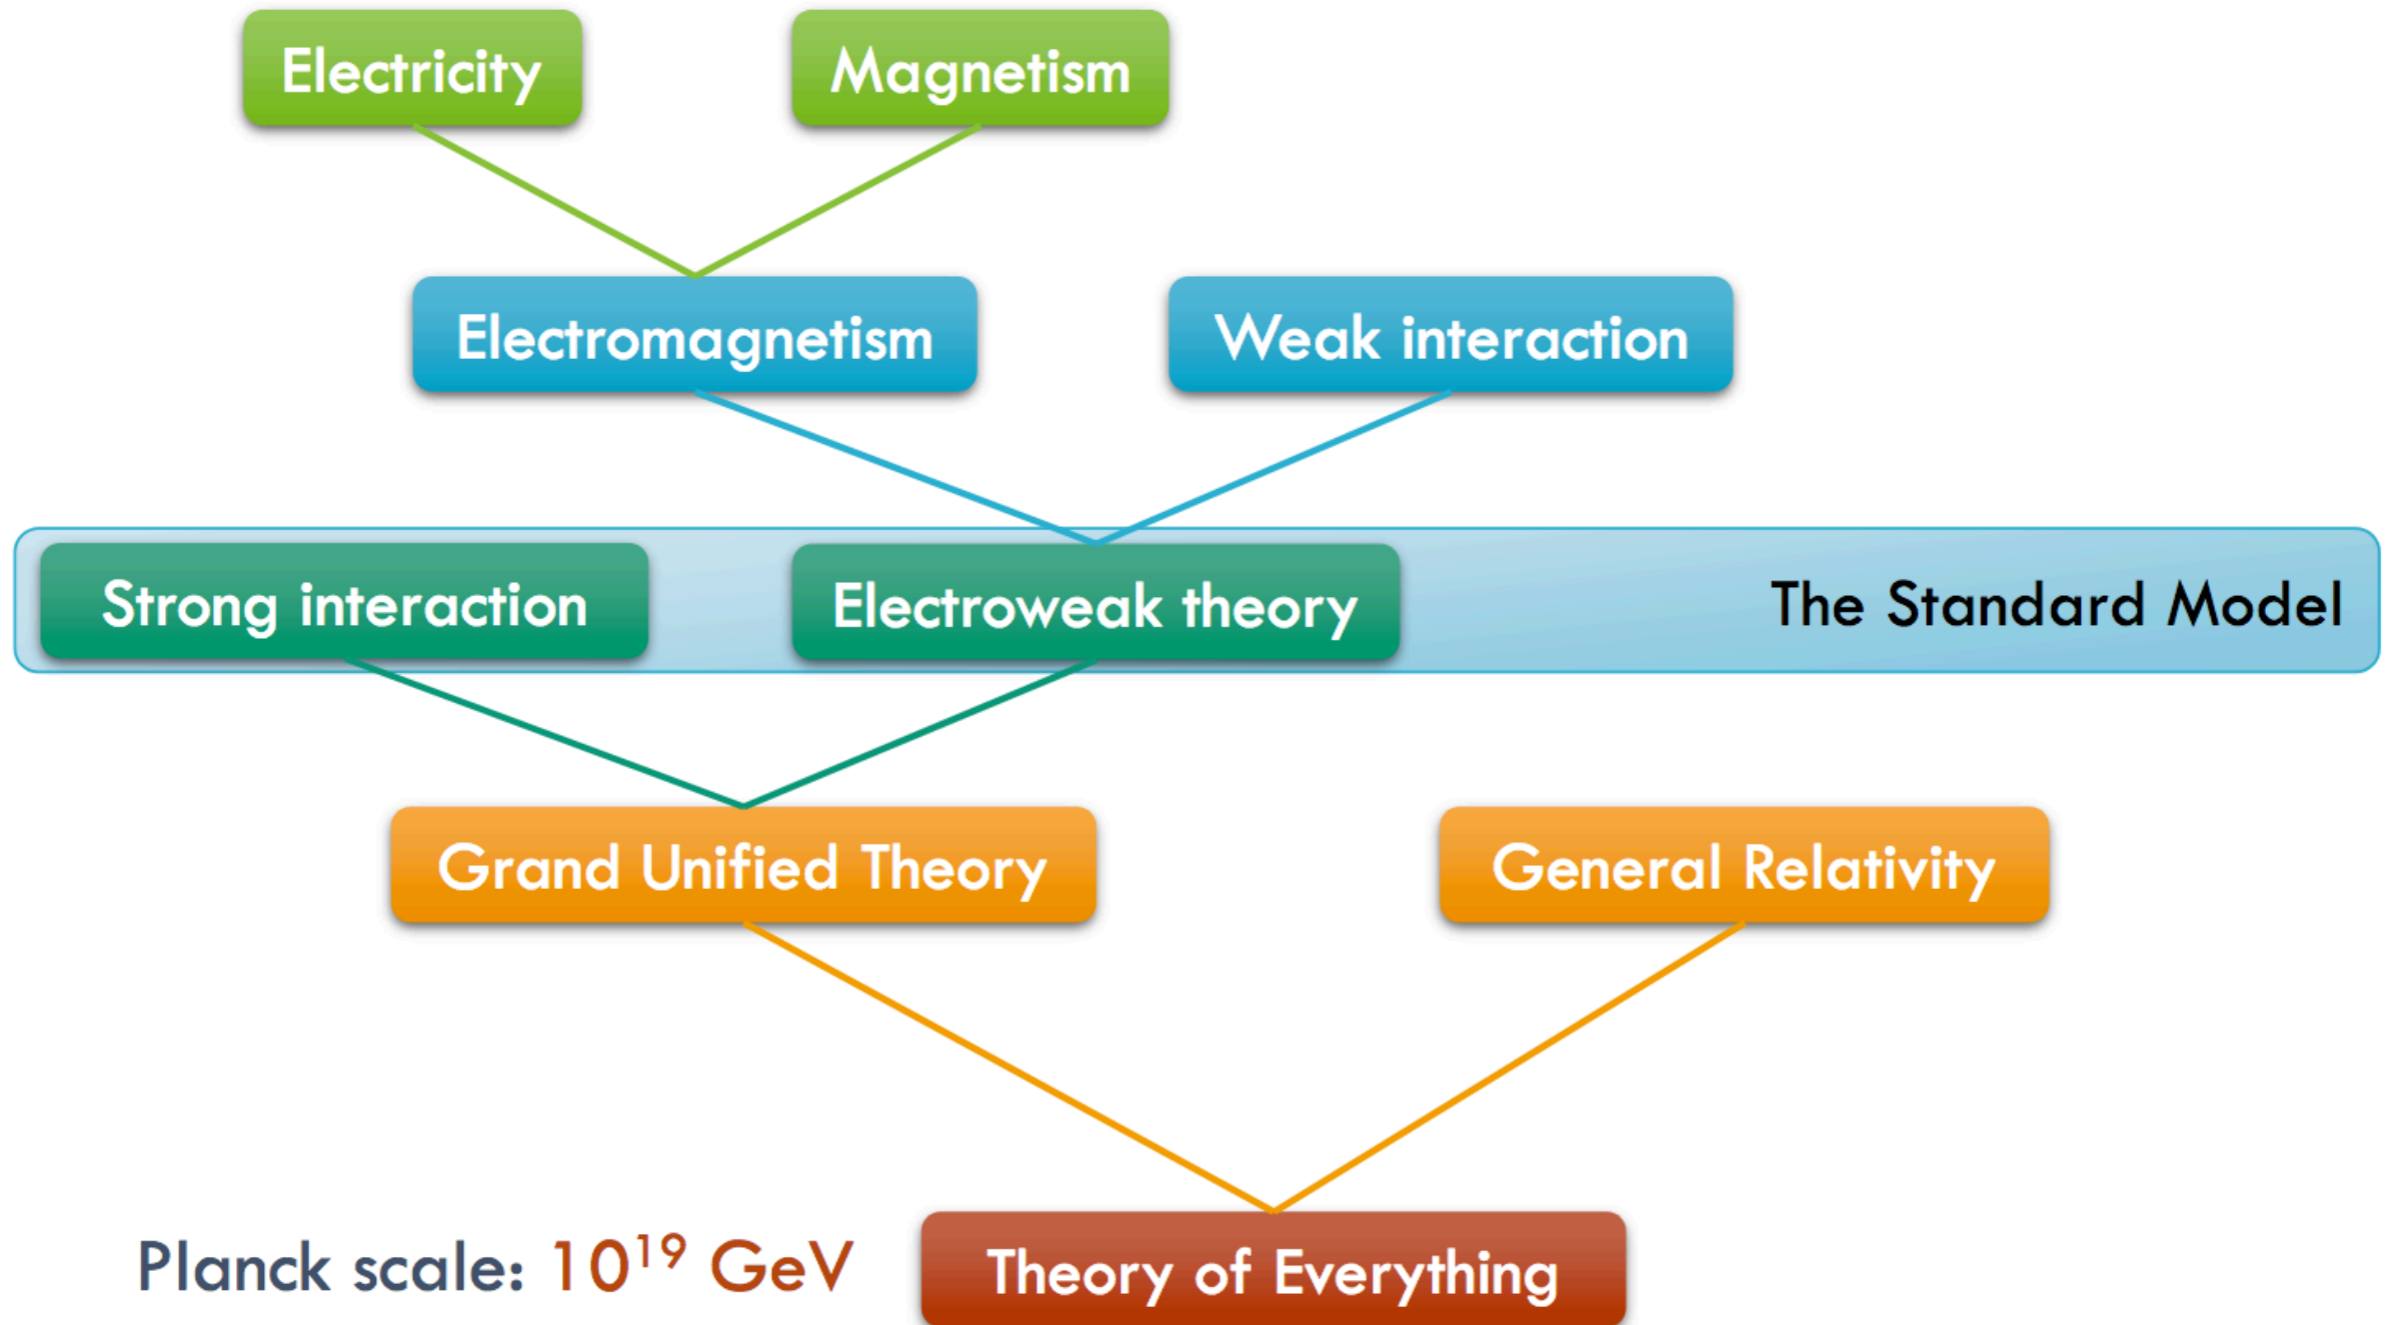 Electricity
Magnetism
Electromagnetism
Weak interaction
Strong interaction
Electroweak theory
The Standard Model
Grand Unified Theory
General Relativity
Planck scale: 10¹⁹ GeV
Theory of Everything